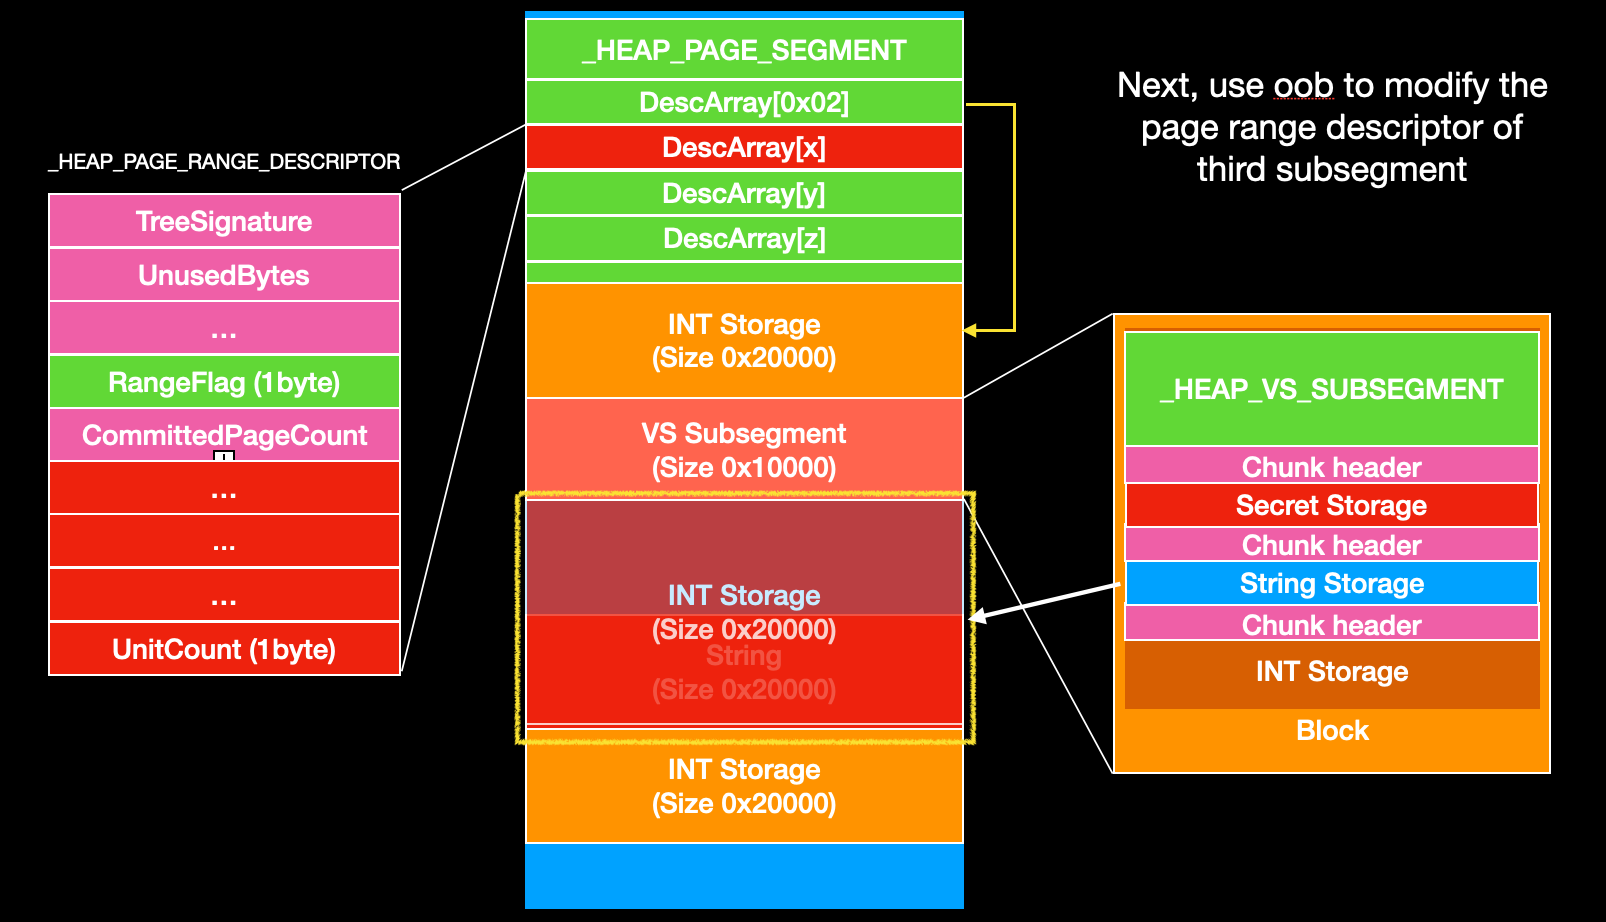 Next, use oob to modify the
page range descriptor of
third subsegment
_HEAP_PAGE_RANGE_DESCRIPTOR
TreeSignature
UnusedBytes
...
RangeFlag (1byte)
CommittedPageCount
...
...
...
UnitCount (1byte)
_HEAP_PAGE_SEGMENT
DescArray[0x02]
DescArray[x]
DescArray[y]
DescArray[z]
INT Storage
(Size 0x20000)
VS Subsegment
(Size 0x10000)
INT Storage
(Size 0x20000)
String
(Size 0x20000)
INT Storage
(Size 0x20000)
_HEAP_VS_SUBSEGMENT
Chunk header
Secret Storage
Chunk header
String Storage
Chunk header
INT Storage
Block